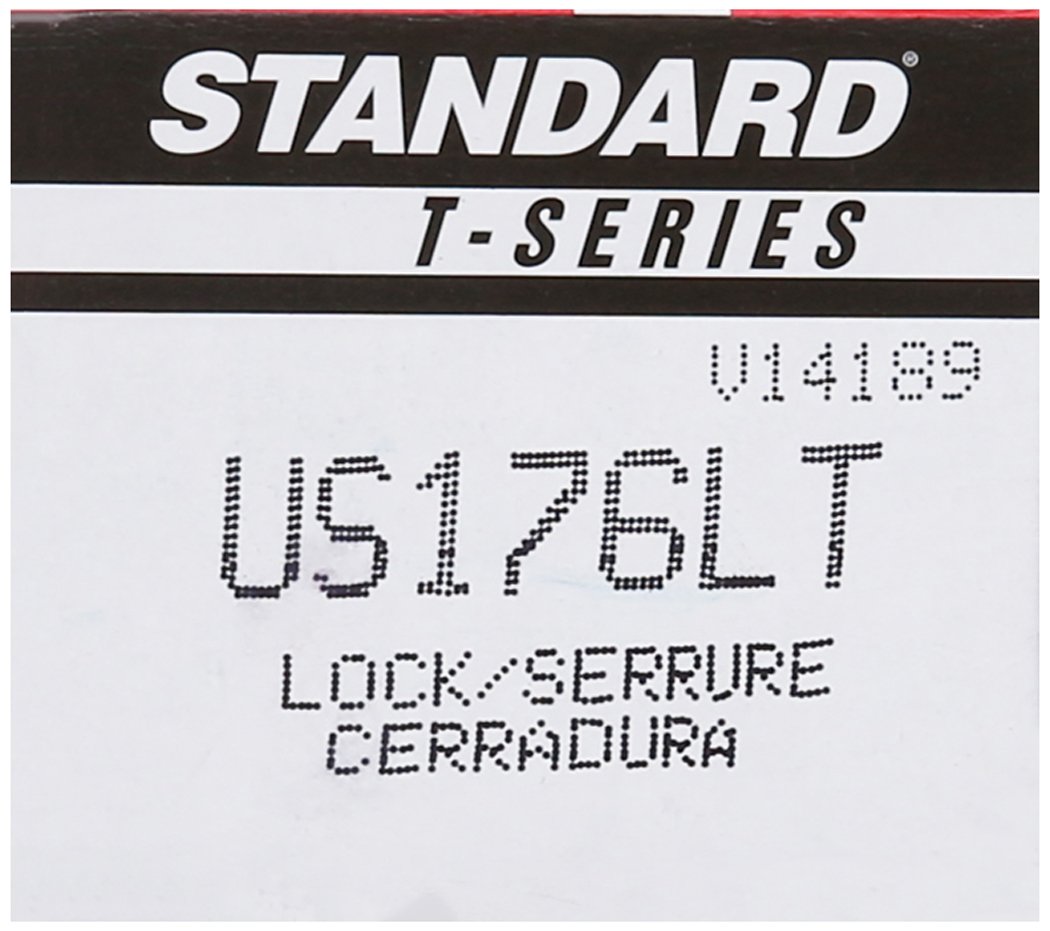 STANDARD®
T-SERIES
V14189
US176LT
LOCK/SERRURE
CERRADURA